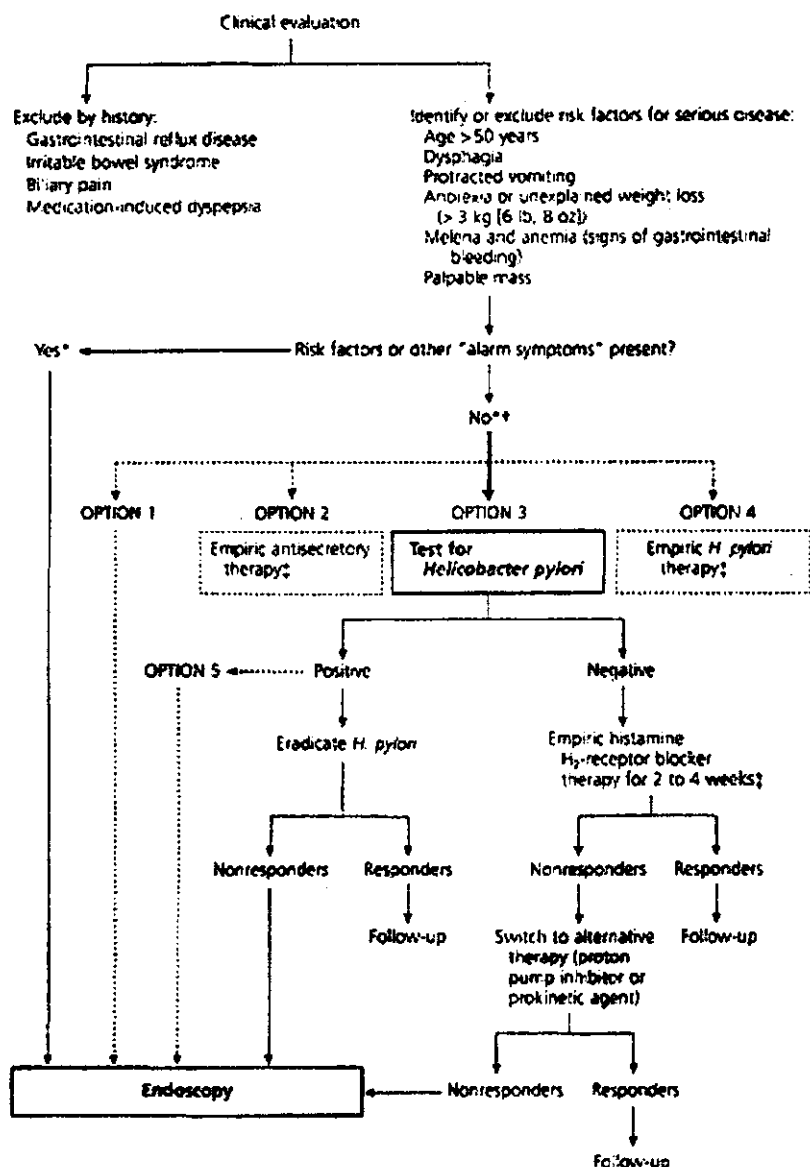 Clinical evaluation
Exclude by history:
Gastrointestinal reflux disease
Irritable bowel syndrome
Biliary pain
Medication-induced dyspepsia
Identify or exclude risk factors for serious disease:
Age > 50 years
Dysphagia
Protracted vomiting
Anorexia or unexplained weight loss
(> 3 kg [6 lb, 8 oz])
Melena and anemia (signs of gastrointestinal
bleeding)
Palpable mass
Yes*
Risk factors or other "alarm symptoms" present?
No*†
OPTION 1
OPTION 2
OPTION 3
OPTION 4
Empiric antisecretory
therapy‡
Test for
Helicobacter pylori
Empiric H. pylori
therapy‡
OPTION 5
Positive
Negative
Eradicate H. pylori
Empiric histamine
H₂-receptor blocker
therapy for 2 to 4 weeks‡
Nonresponders
Responders
Nonresponders
Responders
Follow-up
Switch to alternative
therapy (proton
pump inhibitor or
prokinetic agent)
Follow-up
Endoscopy
Nonresponders
Responders
Follow-up